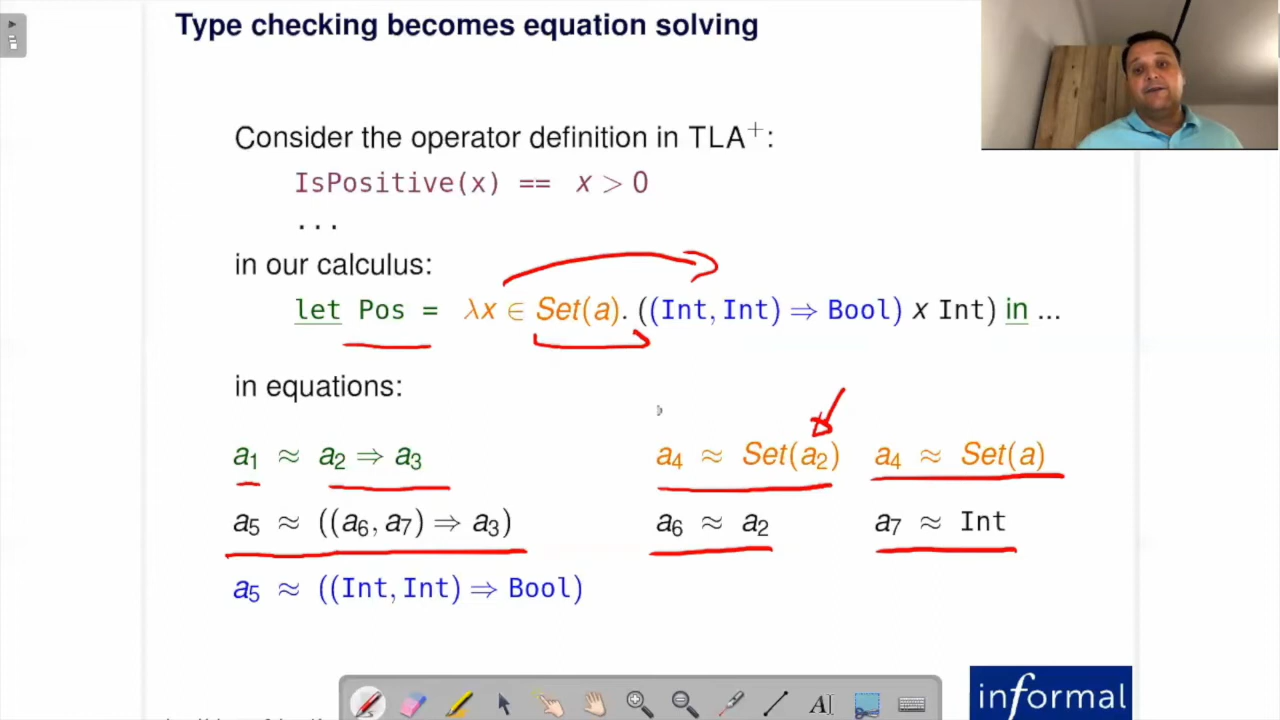 Type checking becomes equation solving
Consider the operator definition in TLA⁺:
IsPositive(x) == x > 0
...
in our calculus:
let Pos = λx ∈ Set(a). ((Int, Int) ⇒ Bool) x Int) in ...
in equations:
a₁ ≈ a₂ ⇒ a₃
a₄ ≈ Set(a₂) a₄ ≈ Set(a)
a₅ ≈ ((a₆, a₇) ⇒ a₃)
a₆ ≈ a₂ a₇ ≈ Int
a₅ ≈ ((Int, Int) ⇒ Bool)
AI
informal